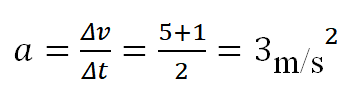 a = Δv/Δt = 5+1/2 = 3 m/s²